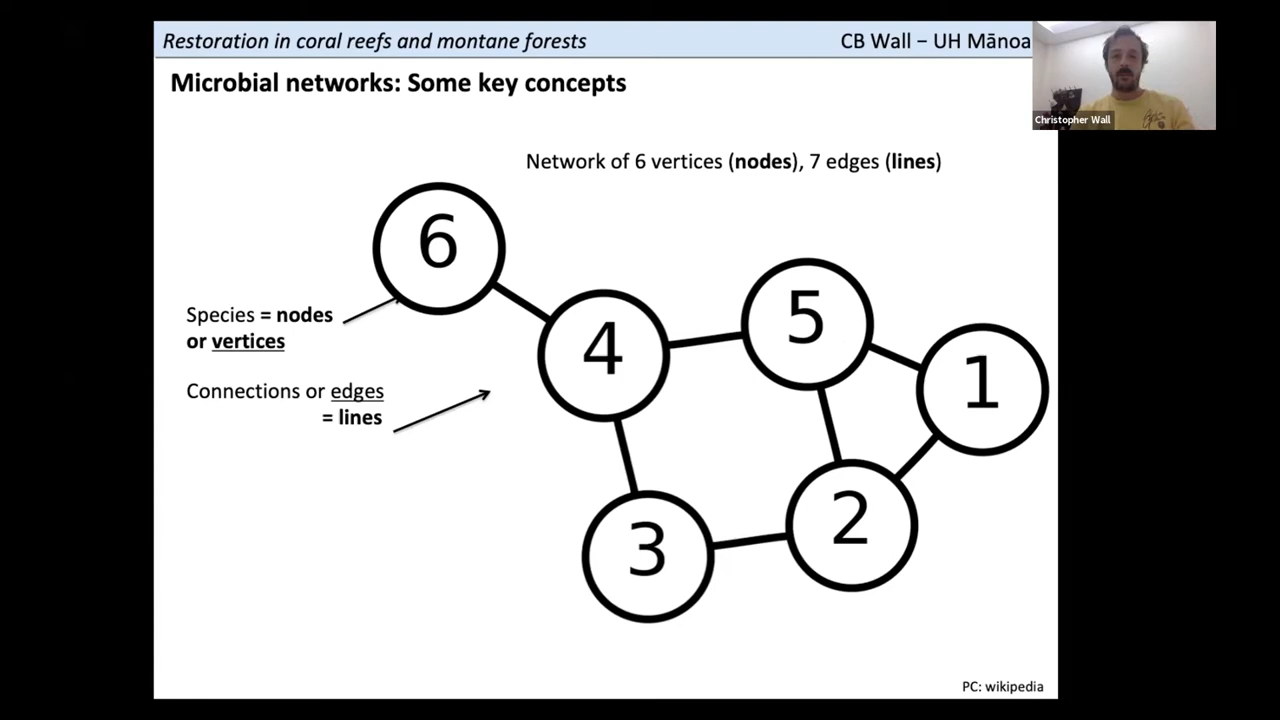 Restoration in coral reefs and montane forests
CB Wall – UH Mānoa
Christopher Wall
Microbial networks: Some key concepts
Network of 6 vertices (nodes), 7 edges (lines)
6
5
Species = nodes
or vertices
4
1
Connections or edges
= lines
2
3
PC: wikipedia